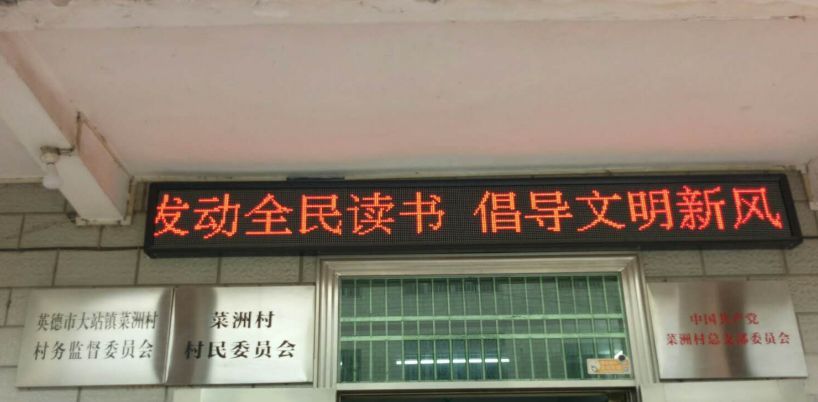 发动全民读书 倡导文明新风
英德市大站镇菜洲村
村务监督委员会
菜洲村
村民委员会
中国共产党
菜洲村总支部委员会